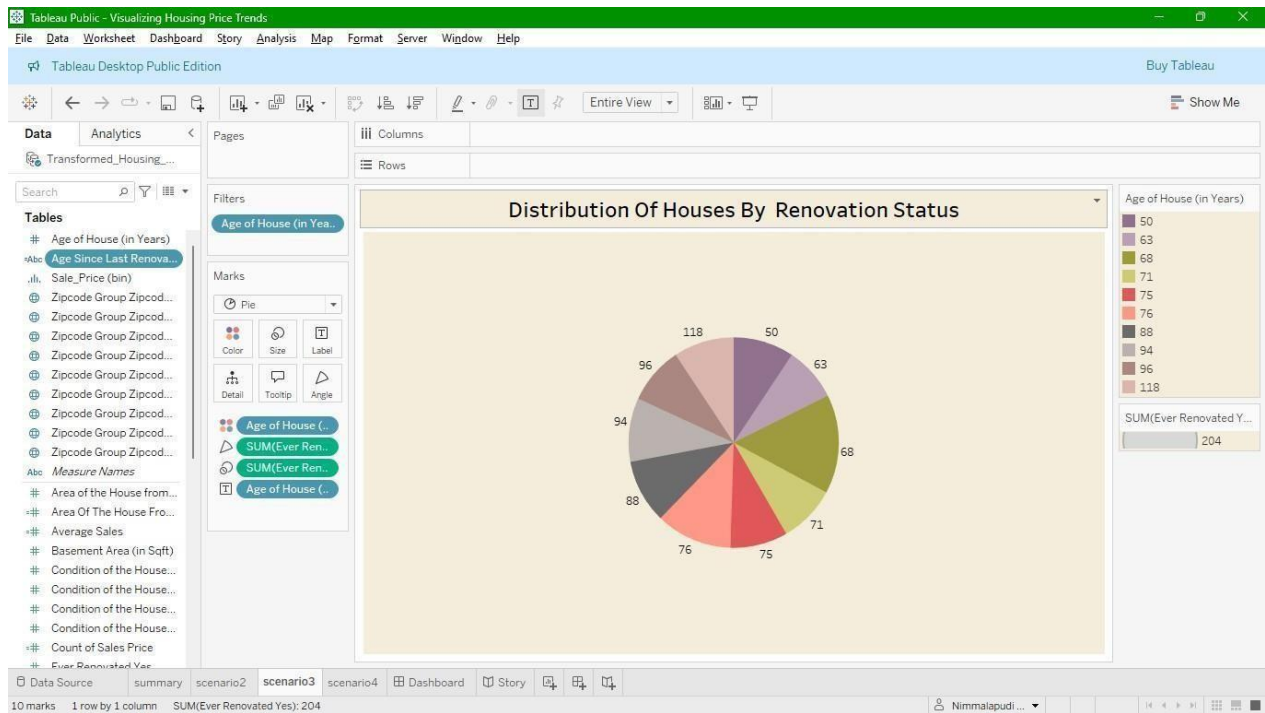 Tableau Public - Visualizing Housing Price Trends
File Data Worksheet Dashboard Story Analysis Map Format Server Window Help
Tableau Desktop Public Edition
Buy Tableau
Entire View
Show Me
Data Analytics
Transformed_Housing_...
Search
Tables
Age of House (in Years)
Abc Age Since Last Renova...
Sale_Price (bin)
Zipcode Group Zipcod...
Zipcode Group Zipcod...
Zipcode Group Zipcod...
Zipcode Group Zipcod...
Zipcode Group Zipcod...
Zipcode Group Zipcod...
Zipcode Group Zipcod...
Zipcode Group Zipcod...
Zipcode Group Zipcod...
Abc Measure Names
Area of the House from...
Area Of The House Fro...
Average Sales
Basement Area (in Sqft)
Condition of the House...
Condition of the House...
Condition of the House...
Condition of the House...
Count of Sales Price
Ever Renovated Yes
Pages
Filters
Age of House (in Yea..
Marks
Pie
Color Size Label
Detail Tooltip Angle
Age of House (..
SUM(Ever Ren..
SUM(Ever Ren..
Age of House (..
Columns
Rows
Distribution Of Houses By Renovation Status
118 50
96 63
94
68
88
71
76
75
Age of House (in Years)
50
63
68
71
75
76
88
94
96
118
SUM(Ever Renovated Y...
204
Data Source summary scenario2 scenario3 scenario4 Dashboard Story
10 marks 1 row by 1 column SUM(Ever Renovated Yes): 204
Nimmalapudi ...